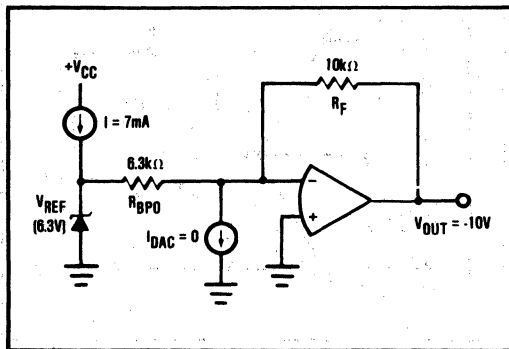 +VCC
10kΩ
RF
I = 7mA
6.3kΩ
RBPO
VREF
(6.3V)
IDAC = 0
−
+
VOUT = -10V